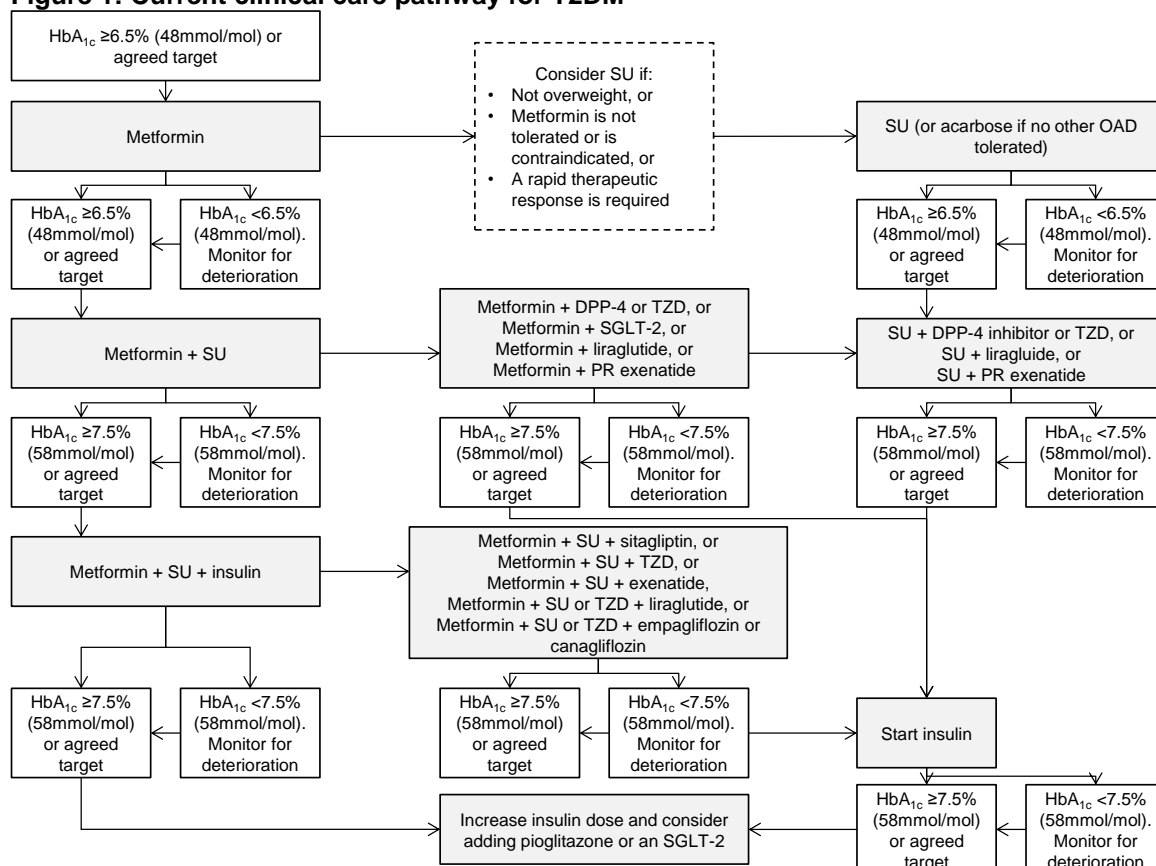 Figure 1: Current clinical care pathway for T2DM
HbA1c ≥6.5% (48mmol/mol) or
agreed target
Consider SU if:
• Not overweight, or
• Metformin is not
tolerated or is
contraindicated, or
• A rapid therapeutic
response is required
Metformin
SU (or acarbose if no other OAD
tolerated)
HbA1c ≥6.5%
(48mmol/mol)
or agreed
target
HbA1c <6.5%
(48mmol/mol).
Monitor for
deterioration
HbA1c ≥6.5%
(48mmol/mol)
or agreed
target
HbA1c <6.5%
(48mmol/mol).
Monitor for
deterioration
Metformin + SU
Metformin + DPP-4 or TZD, or
Metformin + SGLT-2, or
Metformin + liraglutide, or
Metformin + PR exenatide
SU + DPP-4 inhibitor or TZD, or
SU + liragluide, or
SU + PR exenatide
HbA1c ≥7.5%
(58mmol/mol)
or agreed
target
HbA1c <7.5%
(58mmol/mol).
Monitor for
deterioration
HbA1c ≥7.5%
(58mmol/mol)
or agreed
target
HbA1c <7.5%
(58mmol/mol).
Monitor for
deterioration
HbA1c ≥7.5%
(58mmol/mol)
or agreed
target
HbA1c <7.5%
(58mmol/mol).
Monitor for
deterioration
Metformin + SU + insulin
Metformin + SU + sitagliptin, or
Metformin + SU + TZD, or
Metformin + SU + exenatide,
Metformin + SU or TZD + liraglutide, or
Metformin + SU or TZD + empagliflozin or
canagliflozin
HbA1c ≥7.5%
(58mmol/mol)
or agreed
target
HbA1c <7.5%
(58mmol/mol).
Monitor for
deterioration
HbA1c ≥7.5%
(58mmol/mol)
or agreed
target
HbA1c <7.5%
(58mmol/mol).
Monitor for
deterioration
Start insulin
Increase insulin dose and consider
adding pioglitazone or an SGLT-2
HbA1c ≥7.5%
(58mmol/mol)
or agreed
target
HbA1c <7.5%
(58mmol/mol).
Monitor for
deterioration